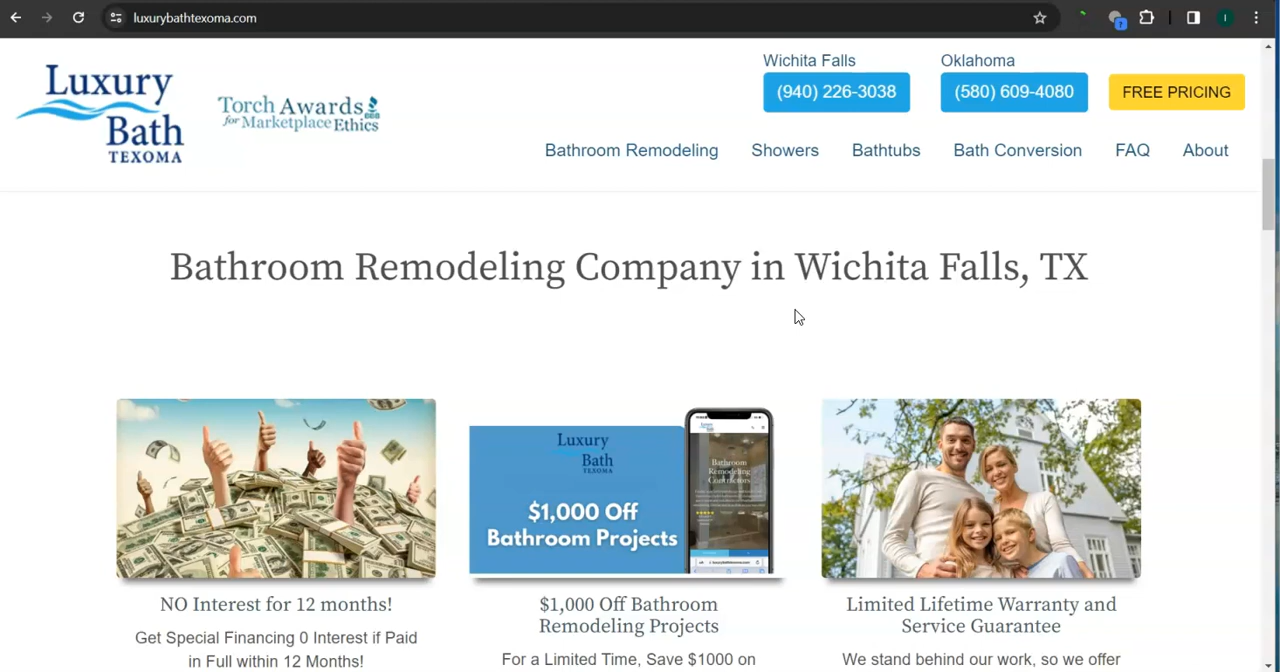 luxurybathtexoma.com
Luxury
Bath
TEXOMA
Torch Awards
for Marketplace Ethics
Wichita Falls
(940) 226-3038
Oklahoma
(580) 609-4080
FREE PRICING
Bathroom Remodeling
Showers
Bathtubs
Bath Conversion
FAQ
About
Bathroom Remodeling Company in Wichita Falls, TX
Luxury
Bath
TEXOMA
$1,000 Off
Bathroom Projects
Bathroom
Remodeling
Contractors
NO Interest for 12 months!
Get Special Financing 0 Interest if Paid
in Full within 12 Months!
$1,000 Off Bathroom
Remodeling Projects
For a Limited Time, Save $1000 on
Limited Lifetime Warranty and
Service Guarantee
We stand behind our work, so we offer